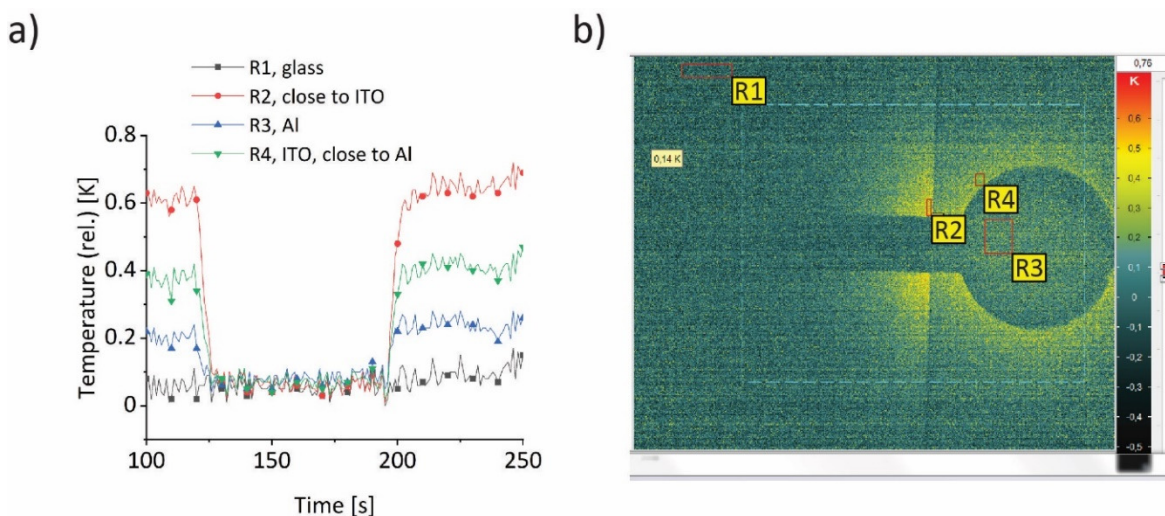 a)
R1, glass
R2, close to ITO
R3, Al
R4, ITO, close to Al
0.8
0.6
0.4
0.2
0
Temperature (rel.) [K]
100
150
200
250
Time [s]
b)
R1
0,14 K
R2
R4
R3
0,76
K
0,6
0,5
0,4
0,3
0,2
0,1
0
-0,1
-0,2
-0,3
-0,4
-0,5